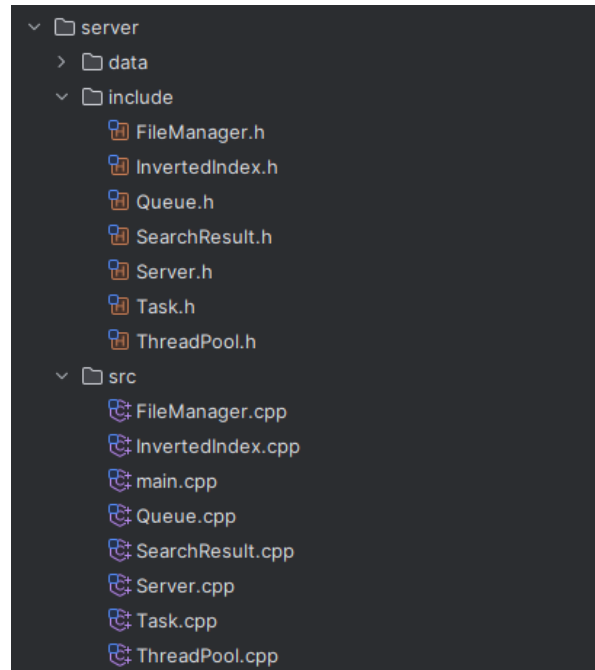 server
data
include
FileManager.h
InvertedIndex.h
Queue.h
SearchResult.h
Server.h
Task.h
ThreadPool.h
src
FileManager.cpp
InvertedIndex.cpp
main.cpp
Queue.cpp
SearchResult.cpp
Server.cpp
Task.cpp
ThreadPool.cpp